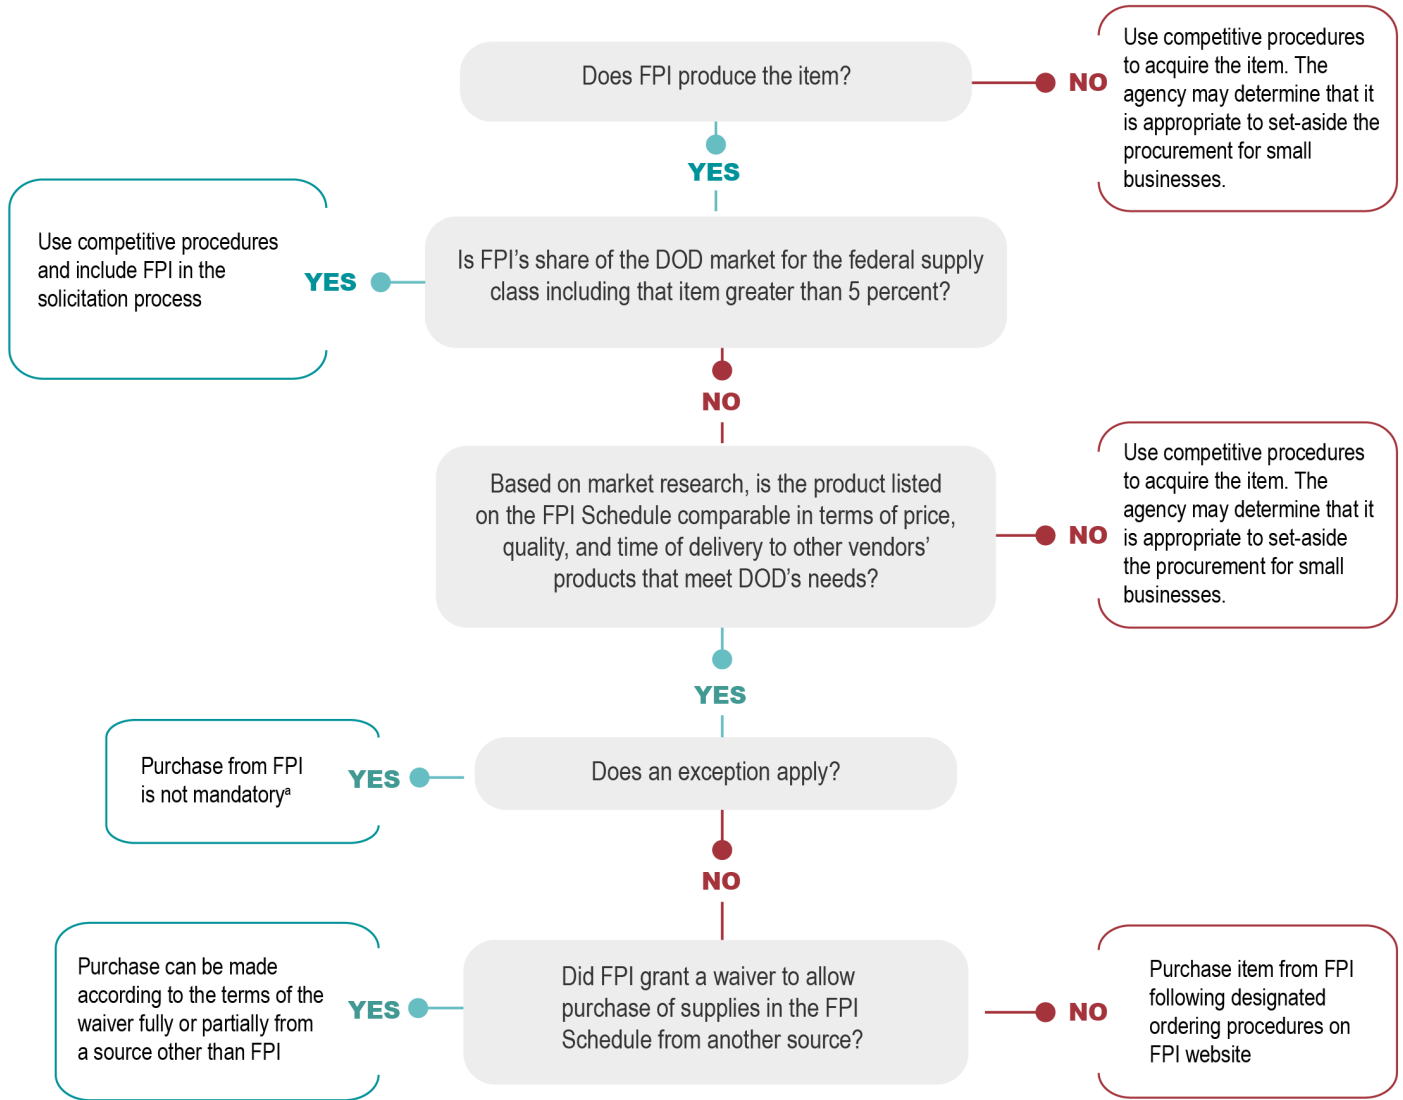 Does FPI produce the item?
NO
Use competitive procedures
to acquire the item. The
agency may determine that it
is appropriate to set-aside the
procurement for small
businesses.
YES
Is FPI’s share of the DOD market for the federal supply
class including that item greater than 5 percent?
YES
Use competitive procedures
and include FPI in the
solicitation process
NO
Based on market research, is the product listed
on the FPI Schedule comparable in terms of price,
quality, and time of delivery to other vendors’
products that meet DOD’s needs?
NO
Use competitive procedures
to acquire the item. The
agency may determine that it
is appropriate to set-aside
the procurement for small
businesses.
YES
Does an exception apply?
YES
Purchase from FPI
is not mandatoryª
NO
Did FPI grant a waiver to allow
purchase of supplies in the FPI
Schedule from another source?
YES
Purchase can be made
according to the terms of the
waiver fully or partially from
a source other than FPI
NO
Purchase item from FPI
following designated
ordering procedures on
FPI website